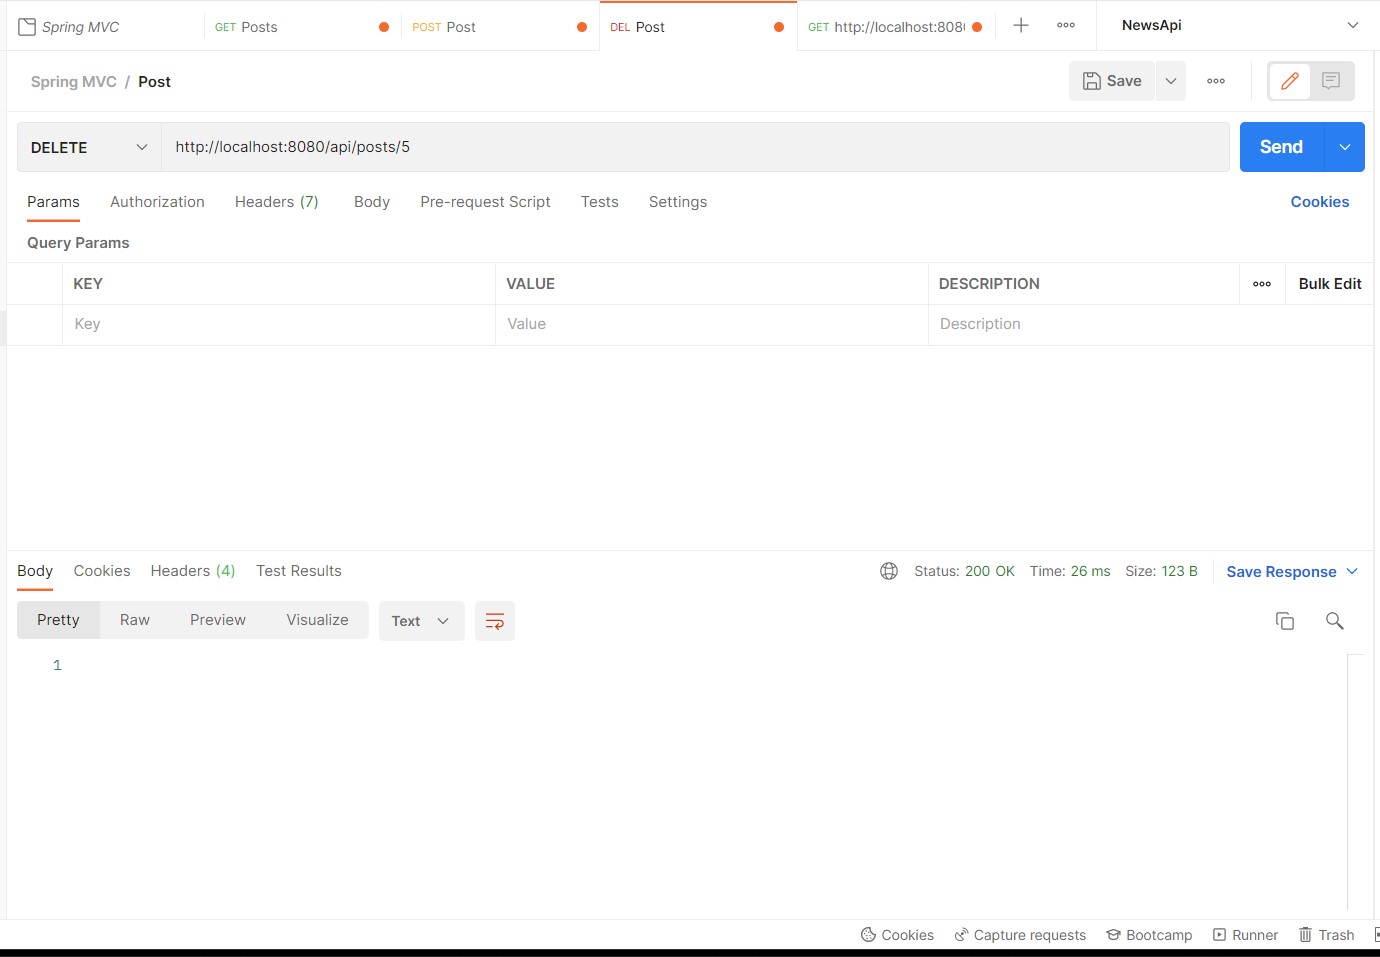 Spring MVC
GET Posts
POST Post
DEL Post
GET http://localhost:808
NewsApi
Spring MVC / Post
Save
DELETE
http://localhost:8080/api/posts/5
Send
Params Authorization Headers (7) Body Pre-request Script Tests Settings Cookies
Query Params
KEY VALUE DESCRIPTION Bulk Edit
Key Value Description
Body Cookies Headers (4) Test Results Status: 200 OK Time: 26 ms Size: 123 B Save Response
Pretty Raw Preview Visualize Text
1
Cookies Capture requests Bootcamp Runner Trash